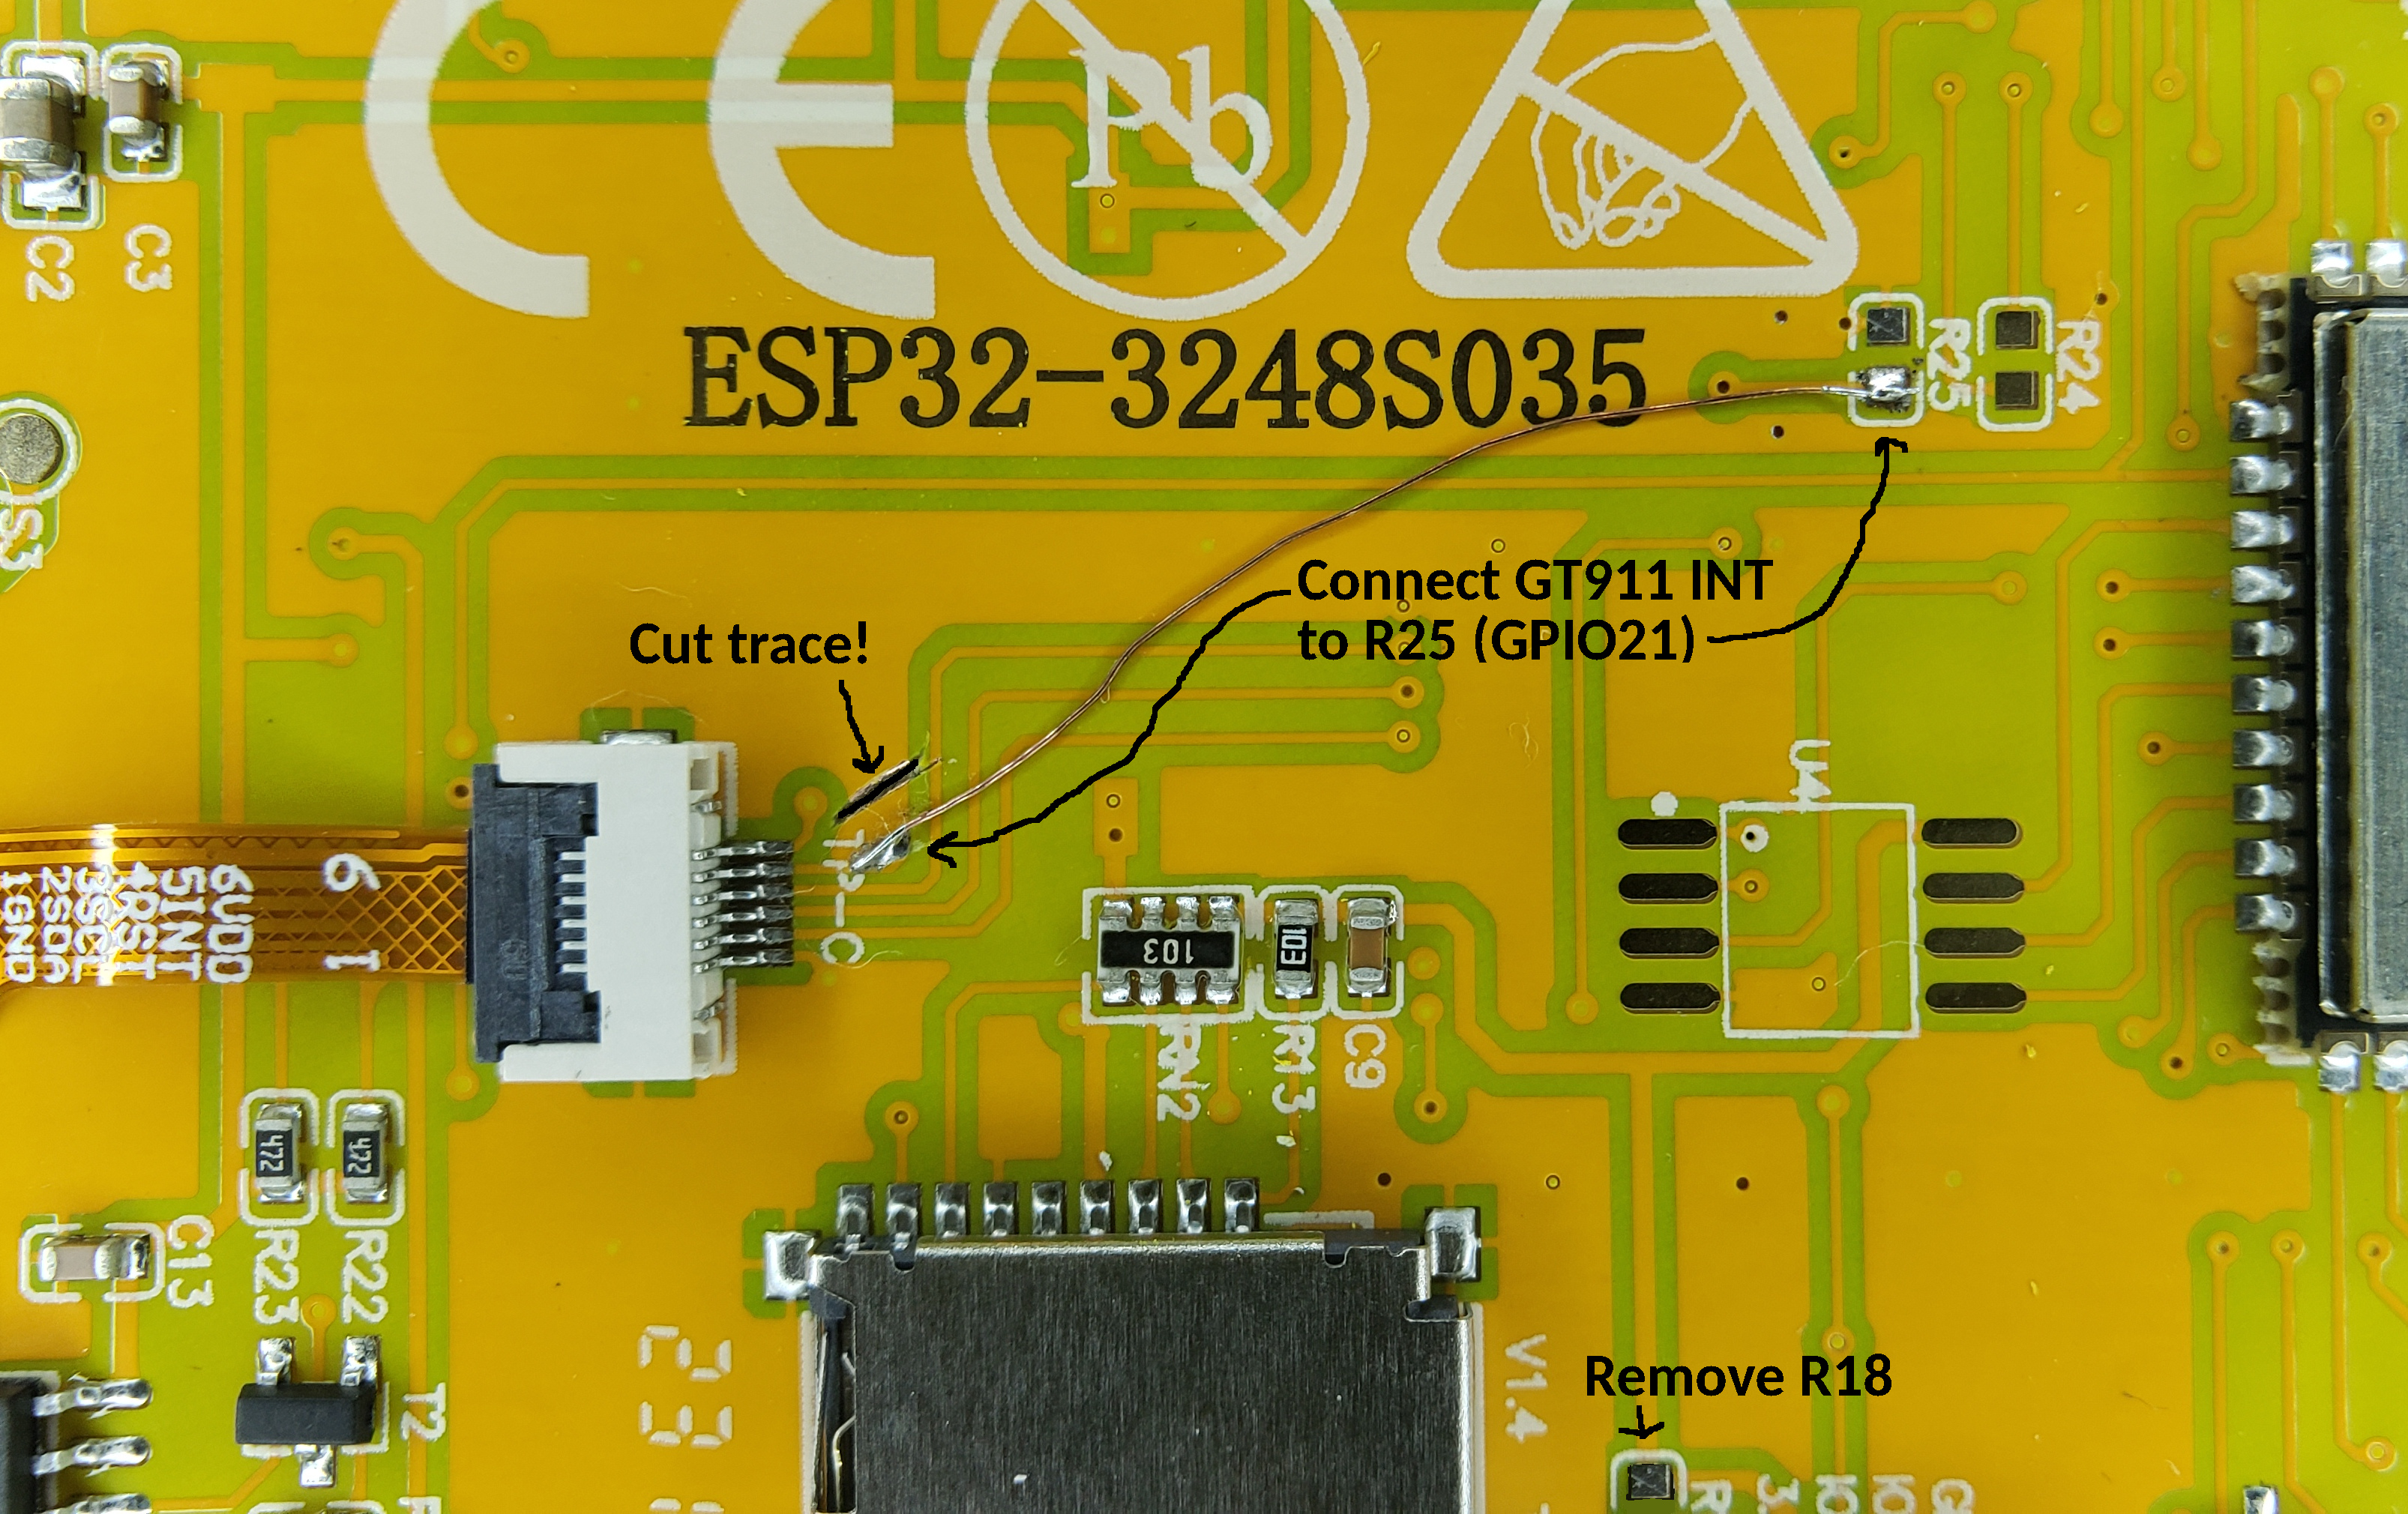 Pb
C2
C3
ESP32-3248S035
R25
R24
S3
Connect GT911 INT
to R25 (GPIO21)
Cut trace!
U4
6VDD
5INT
4RST
3SCL
2SDA
1GND
6
1
TP-C
103
103
RN2
R13
C9
472
472
R23
R22
C13
T2
V1.4
Remove R18